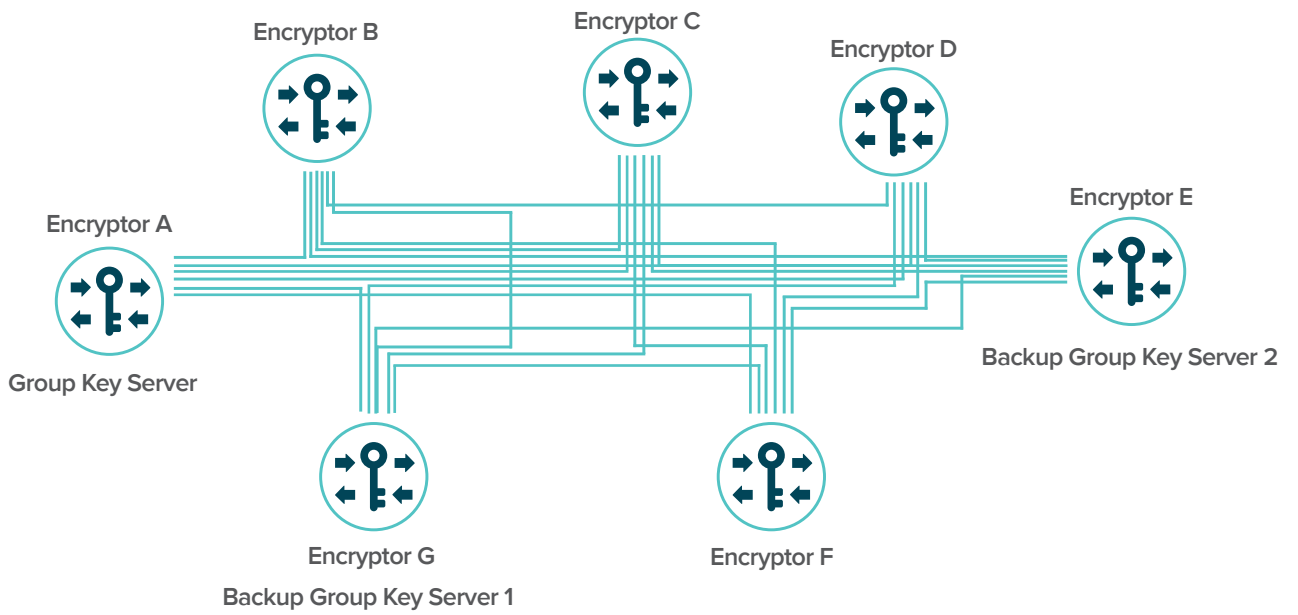 Encryptor B
Encryptor C
Encryptor D
Encryptor A
Encryptor E
Group Key Server
Backup Group Key Server 2
Encryptor G
Encryptor F
Backup Group Key Server 1